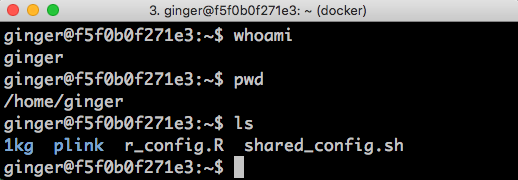 3. ginger@f5f0b0f271e3: ~ (docker)
ginger@f5f0b0f271e3:~$ whoami
ginger
ginger@f5f0b0f271e3:~$ pwd
/home/ginger
ginger@f5f0b0f271e3:~$ ls
1kg  plink  r_config.R  shared_config.sh
ginger@f5f0b0f271e3:~$